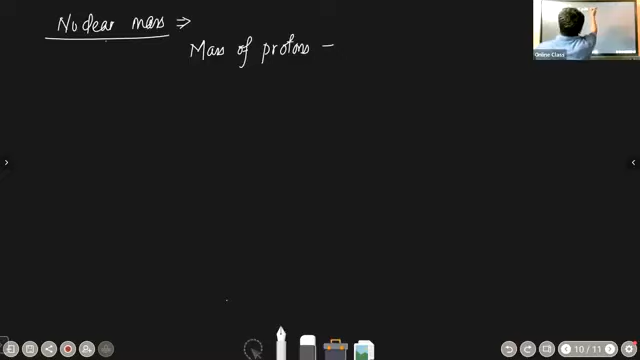 Nuclear mass ⇒
Mass of protons –
Online Class
10 / 11